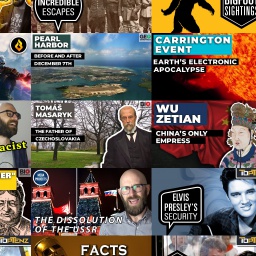 INCREDIBLE
ESCAPES
BIGFOOT
SIGHTINGS
PEARL
HARBOR
BEFORE AND AFTER
DECEMBER 7TH
CARRINGTON
EVENT
EARTH'S ELECTRONIC
APOCALYPSE
TOMÁŠ
MASARYK
THE FATHER OF
CZECHOSLOVAKIA
WU
ZETIAN
CHINA'S ONLY
EMPRESS
acist
THE DISSOLUTION
OF THE USSR
ELVIS
PRESLEY'S
SECURITY
FACTS